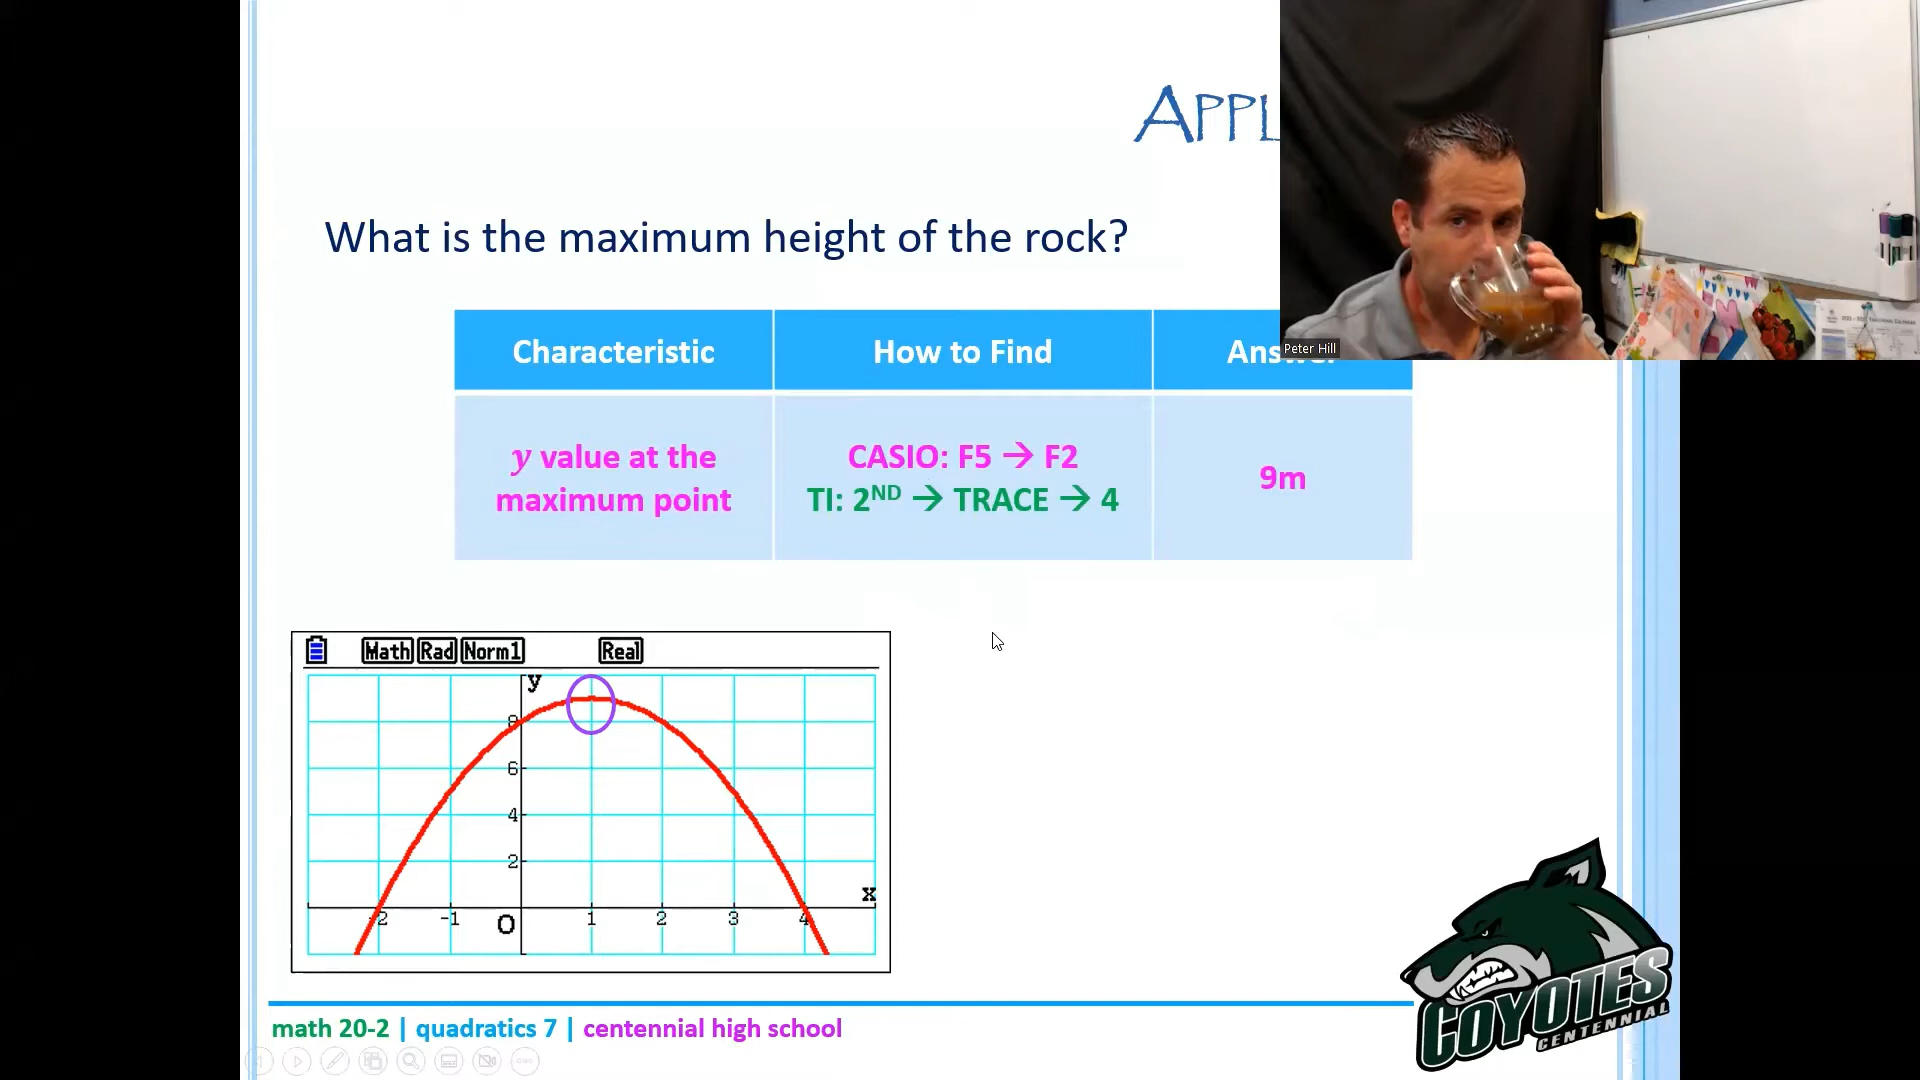 APPL
What is the maximum height of the rock?
Characteristic How to Find Answer
y value at the
maximum point
CASIO: F5 → F2
TI: 2ND → TRACE → 4
9m
Peter Hill
Math Rad Norm1 Real
y
8
6
4
2
x
-2 -1 O 1 2 3 4
COYOTES
CENTENNIAL
math 20-2 | quadratics 7 | centennial high school